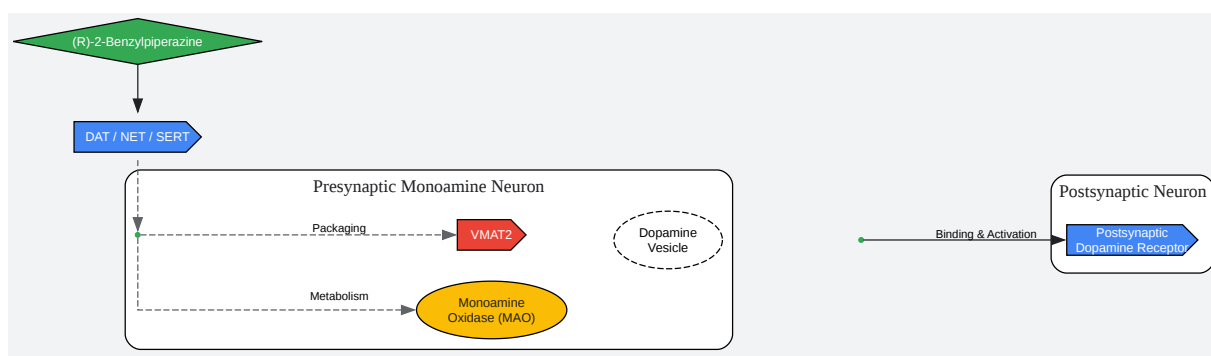 (R)-2-Benzylpiperazine
DAT / NET / SERT
Presynaptic Monoamine Neuron
Packaging
VMAT2
Dopamine
Vesicle
Metabolism
Monoamine
Oxidase (MAO)
Binding & Activation
Postsynaptic Neuron
Postsynaptic
Dopamine Receptor